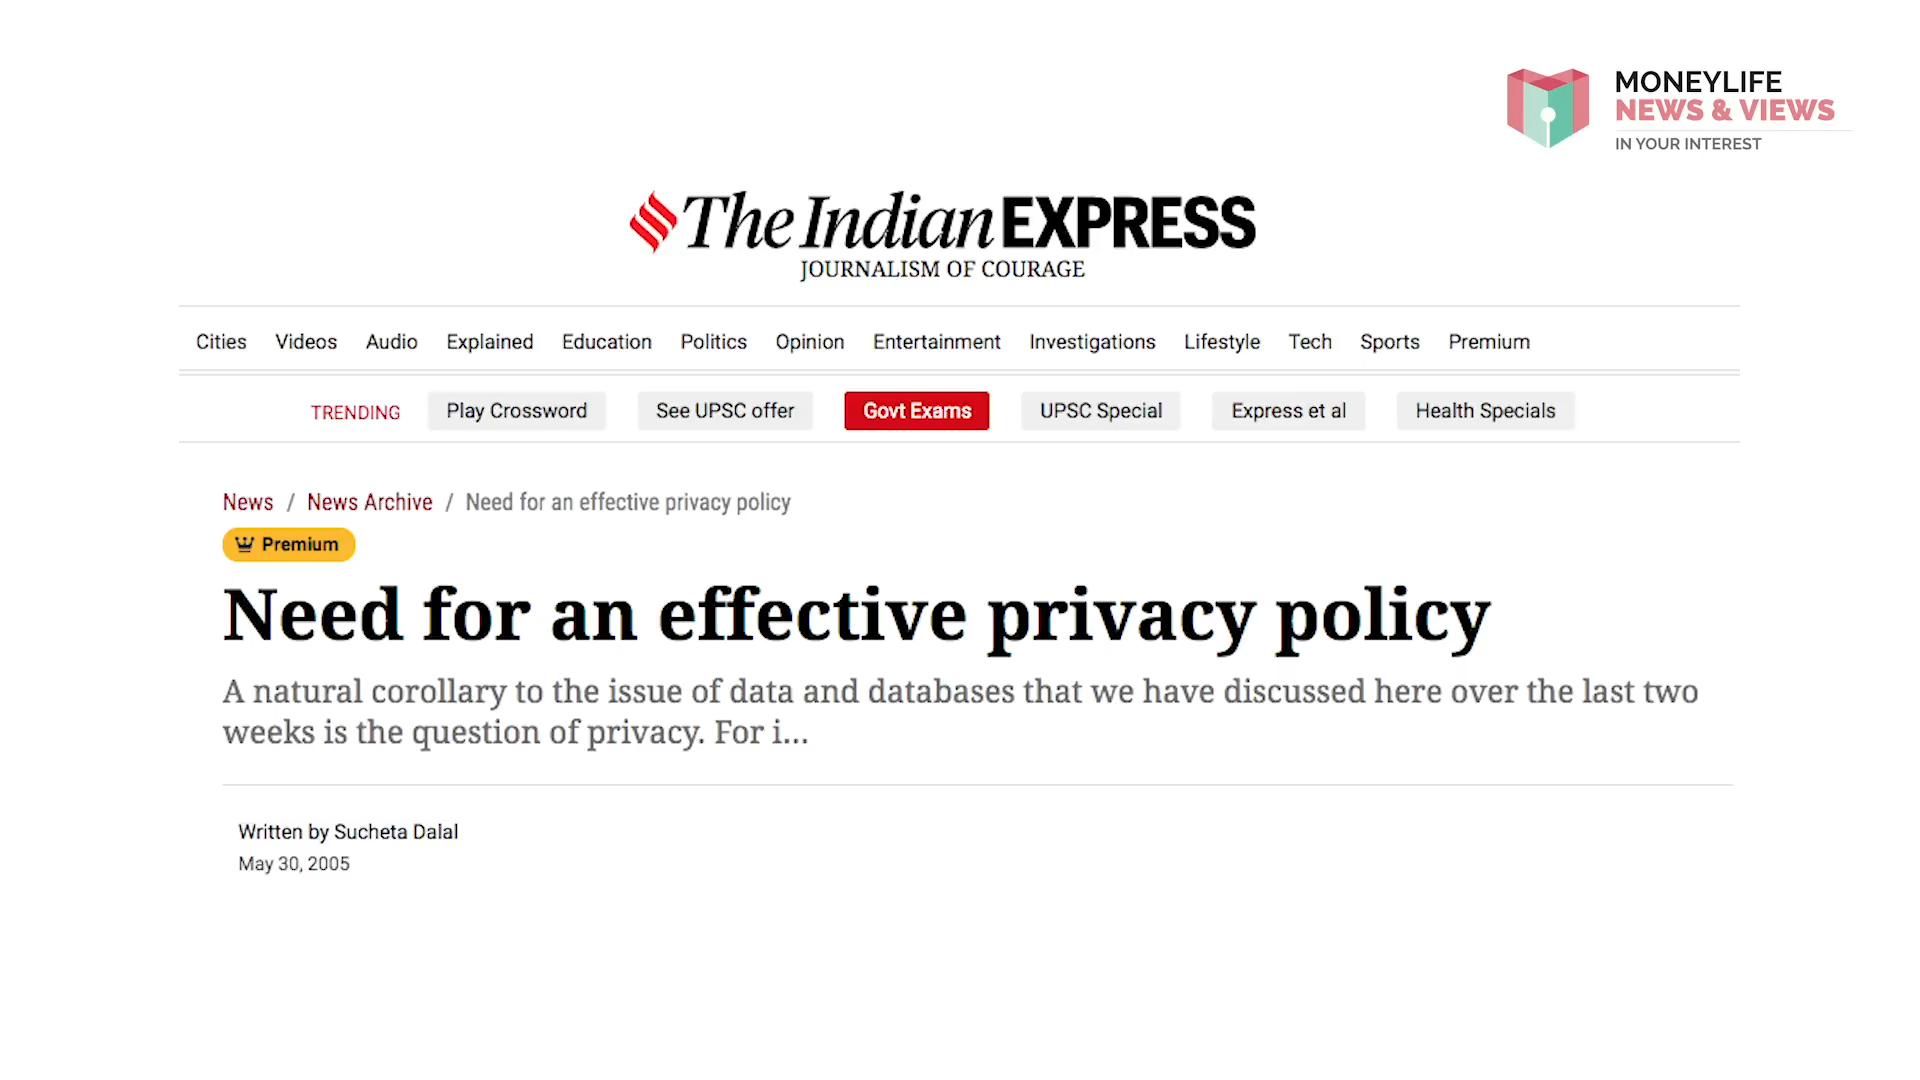 MONEYLIFE
NEWS & VIEWS
IN YOUR INTEREST
The Indian EXPRESS
JOURNALISM OF COURAGE
Cities Videos Audio Explained Education Politics Opinion Entertainment Investigations Lifestyle Tech Sports Premium
TRENDING Play Crossword See UPSC offer Govt Exams UPSC Special Express et al Health Specials
News / News Archive / Need for an effective privacy policy
Premium
Need for an effective privacy policy
A natural corollary to the issue of data and databases that we have discussed here over the last two
weeks is the question of privacy. For i...
Written by Sucheta Dalal
May 30, 2005